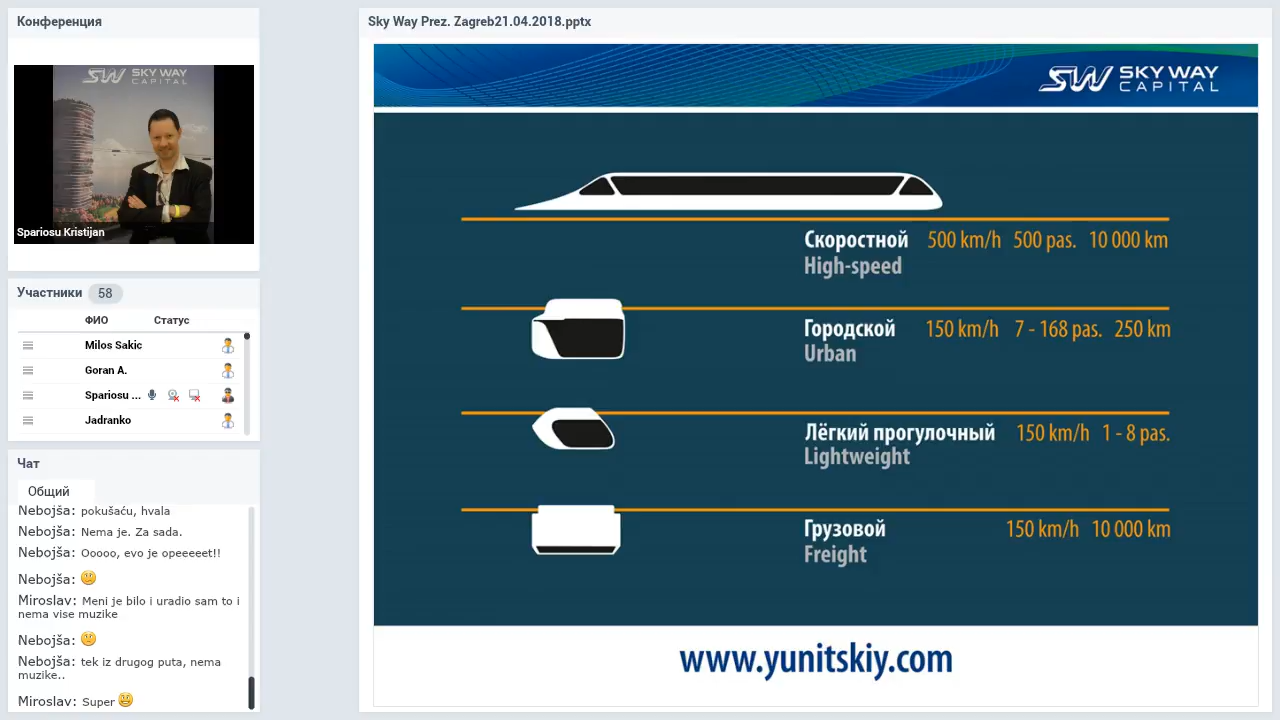 Конференция
SKY WAY
CAPITAL
Spariosu Kristijan
Участники 58
ФИО Статус
Milos Sakic
Goran A.
Spariosu ...
Jadranko
Чат
Общий
Nebojša: pokušaću, hvala
Nebojša: Nema je. Za sada.
Nebojša: Ooooo, evo je opeeeeet!!
Nebojša:
Miroslav: Meni je bilo i uradio sam to i
nema vise muzike
Nebojša:
Nebojša: tek iz drugog puta, nema
muzike..
Miroslav: Super
Sky Way Prez. Zagreb21.04.2018.pptx
SW SKY WAY
CAPITAL
Скоростной 500 km/h 500 pas. 10 000 km
High-speed
Городской 150 km/h 7 - 168 pas. 250 km
Urban
Лёгкий прогулочный 150 km/h 1 - 8 pas.
Lightweight
Грузовой 150 km/h 10 000 km
Freight
www.yunitskiy.com